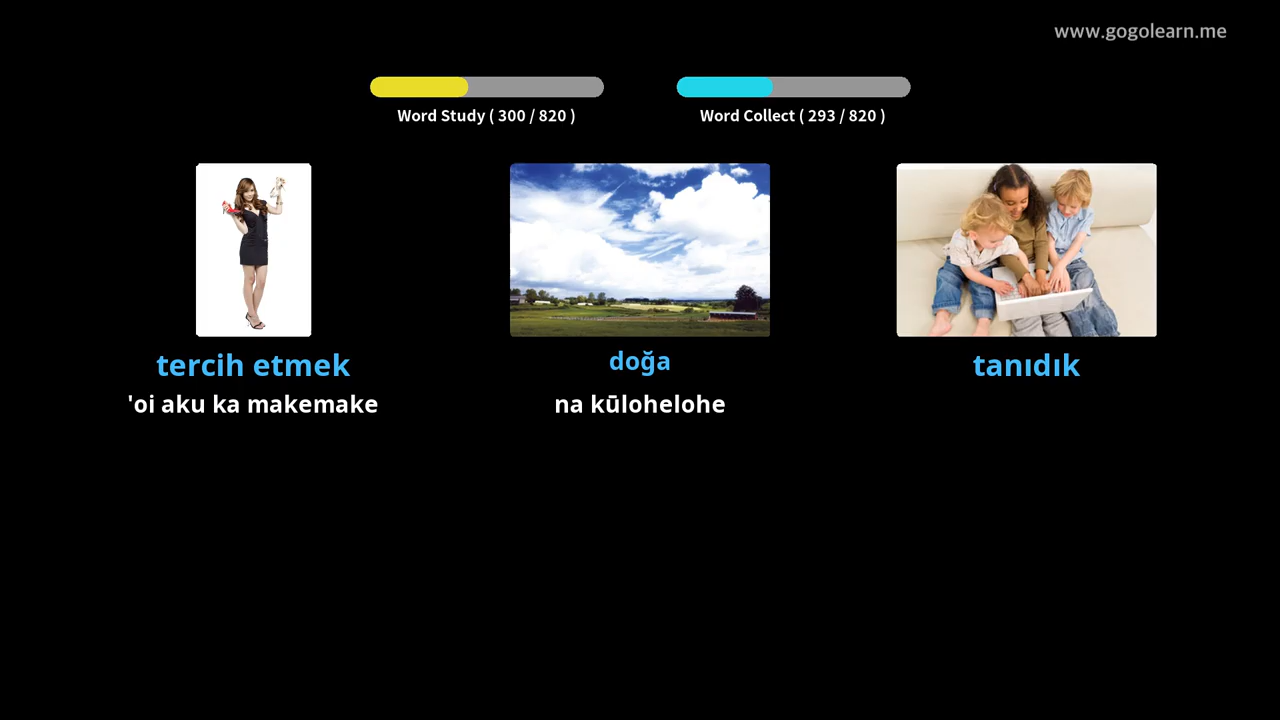 www.gogolearn.me
Word Study ( 300 / 820 )
Word Collect ( 293 / 820 )
tercih etmek
'oi aku ka makemake
doğa
na kūlohelohe
tanıdık